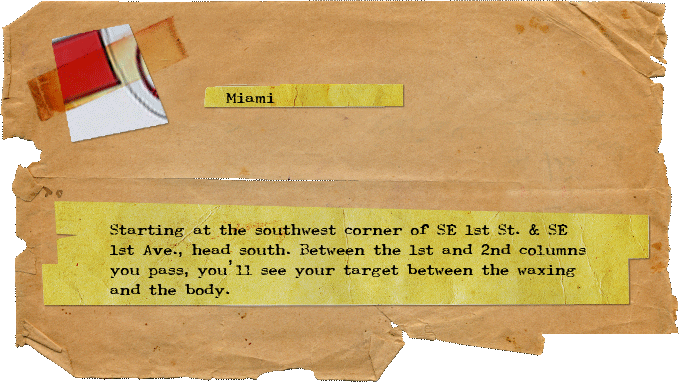 Miami
Starting at the southwest corner of SE 1st St. & SE
1st Ave., head south. Between the 1st and 2nd columns
you pass, you'll see your target between the waxing
and the body.